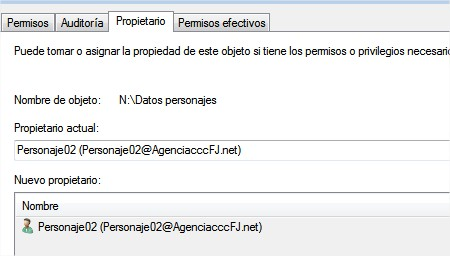 Permisos Auditoría Propietario Permisos efectivos
Puede tomar o asignar la propiedad de este objeto si tiene los permisos o privilegios necesario
Nombre de objeto: N:\Datos personajes
Propietario actual:
Personaje02 (Personaje02@AgenciacccFJ.net)
Nuevo propietario:
Nombre
Personaje02 (Personaje02@AgenciacccFJ.net)